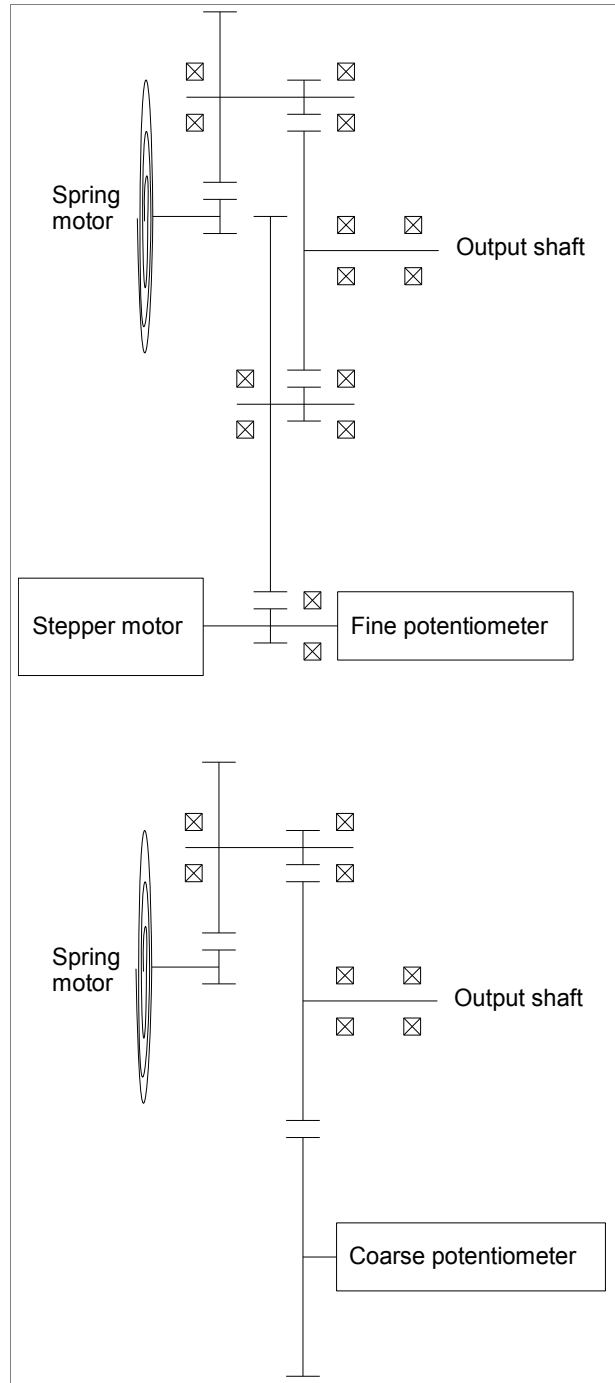 Spring
motor
Output shaft
Stepper motor
Fine potentiometer
Spring
motor
Output shaft
Coarse potentiometer